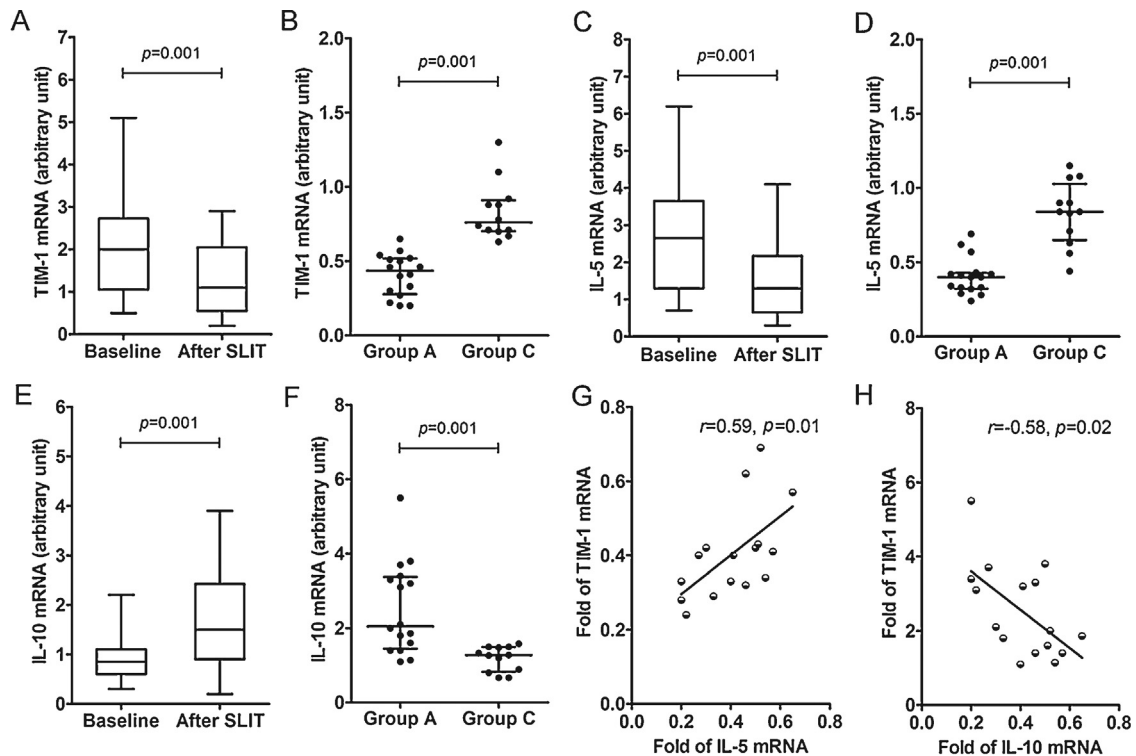 A
TIM-1 mRNA (arbitrary unit)
7
6
5
4
3
2
1
0
p=0.001
Baseline
After SLIT
B
TIM-1 mRNA (arbitrary unit)
2.0
1.5
1.0
0.5
0.0
p=0.001
Group A
Group C
C
IL-5 mRNA (arbitrary unit)
8
7
6
5
4
3
2
1
0
p=0.001
Baseline
After SLIT
D
IL-5 mRNA (arbitrary unit)
2.0
1.5
1.0
0.5
0.0
p=0.001
Group A
Group C
E
IL-10 mRNA (arbitrary unit)
6
5
4
3
2
1
0
p=0.001
Baseline
After SLIT
F
IL-10 mRNA (arbitrary unit)
8
6
4
2
0
p=0.001
Group A
Group C
G
Fold of TIM-1 mRNA
0.8
0.6
0.4
0.2
0.0
r=0.59, p=0.01
0.0
0.2
0.4
0.6
0.8
Fold of IL-5 mRNA
H
Fold of TIM-1 mRNA
8
6
4
2
0
r=-0.58, p=0.02
0.0
0.2
0.4
0.6
0.8
Fold of IL-10 mRNA